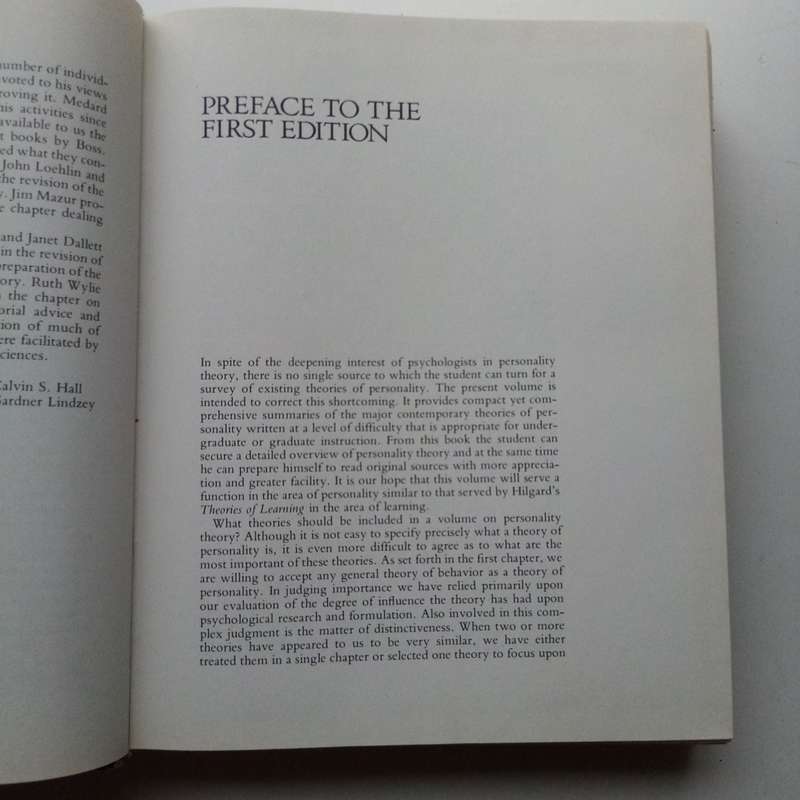 number of individ-
voted to his views
roving it. Medard
his activities since
available to us the
t books by Boss.
ed what they con-
John Loehlin and
the revision of the
y. Jim Mazur pro-
e chapter dealing
and Janet Dallett
in the revision of
preparation of the
ory. Ruth Wylie
the chapter on
orial advice and
tion of much of
ere facilitated by
ciences.
Calvin S. Hall
Gardner Lindzey
PREFACE TO THE
FIRST EDITION
In spite of the deepening interest of psychologists in personality
theory, there is no single source to which the student can turn for a
survey of existing theories of personality. The present volume is
intended to correct this shortcoming. It provides compact yet com-
prehensive summaries of the major contemporary theories of per-
sonality written at a level of difficulty that is appropriate for under-
graduate or graduate instruction. From this book the student can
secure a detailed overview of personality theory and at the same time
he can prepare himself to read original sources with more apprecia-
tion and greater facility. It is our hope that this volume will serve a
function in the area of personality similar to that served by Hilgard's
Theories of Learning in the area of learning.
What theories should be included in a volume on personality
theory? Although it is not easy to specify precisely what a theory of
personality is, it is even more difficult to agree as to what are the
most important of these theories. As set forth in the first chapter, we
are willing to accept any general theory of behavior as a theory of
personality. In judging importance we have relied primarily upon
our evaluation of the degree of influence the theory has had upon
psychological research and formulation. Also involved in this com-
plex judgment is the matter of distinctiveness. When two or more
theories have appeared to us to be very similar, we have either
treated them in a single chapter or selected one theory to focus upon